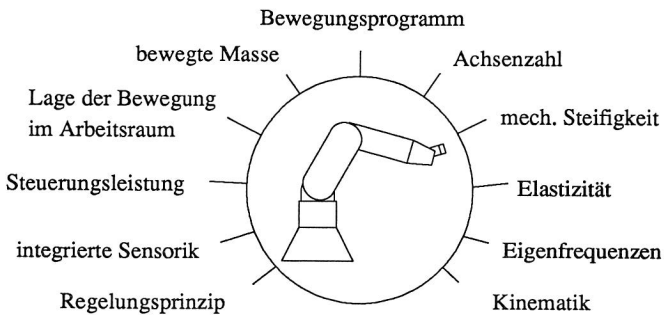 Bewegungsprogramm
bewegte Masse
Achsenzahl
Lage der Bewegung
im Arbeitsraum
mech. Steifigkeit
Steuerungsleistung
Elastizität
integrierte Sensorik
Eigenfrequenzen
Regelungsprinzip
Kinematik